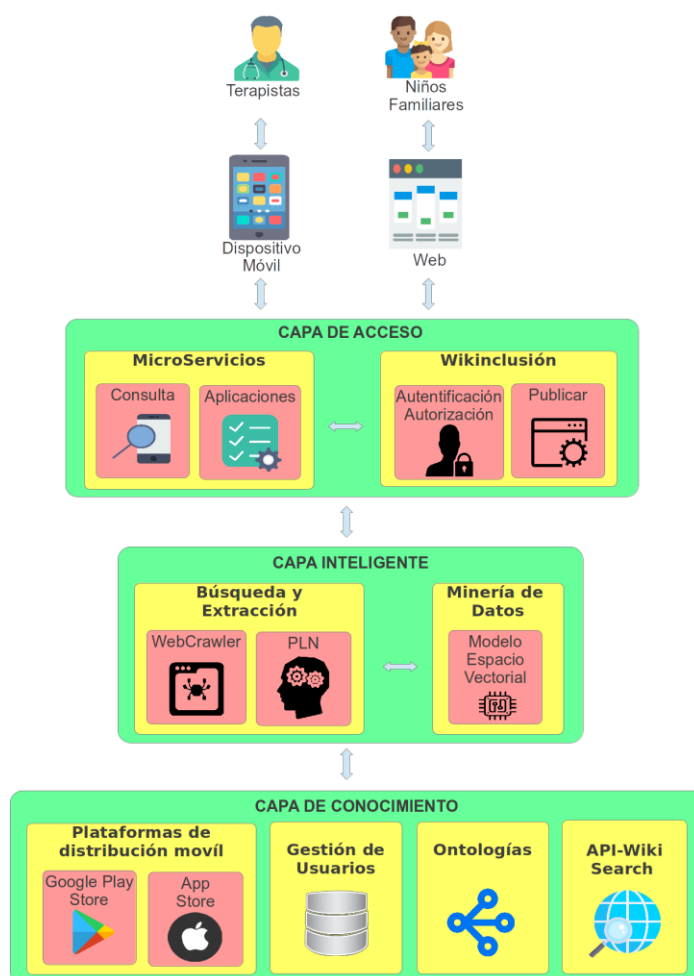 Terapistas
Niños
Familiares
Dispositivo
Móvil
Web
CAPA DE ACCESO
MicroServicios
Consulta
Aplicaciones
Wikinclusión
Autentificación
Autorización
Publicar
CAPA INTELIGENTE
Búsqueda y
Extracción
WebCrawler
PLN
Minería de
Datos
Modelo
Espacio
Vectorial
CAPA DE CONOCIMIENTO
Plataformas de
distribución movíl
Google Play
Store
App
Store
Gestión de
Usuarios
Ontologías
API-Wiki
Search